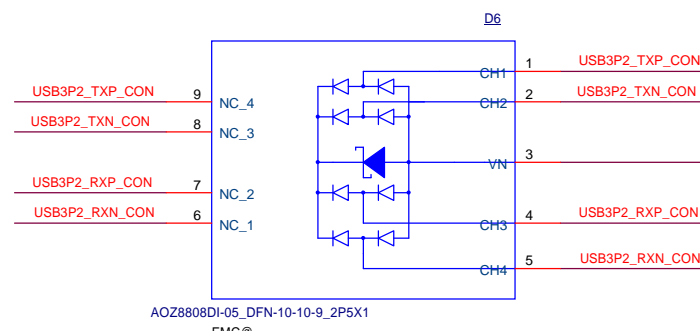 D6
USB3P2_TXP_CON 9 NC_4 CH1 1 USB3P2_TXP_CON
USB3P2_TXN_CON 8 NC_3 CH2 2 USB3P2_TXN_CON
VN 3
USB3P2_RXP_CON 7 NC_2 CH3 4 USB3P2_RXP_CON
USB3P2_RXN_CON 6 NC_1 CH4 5 USB3P2_RXN_CON
AOZ8808DI-05_DFN-10-10-9_2P5X1
EMC@